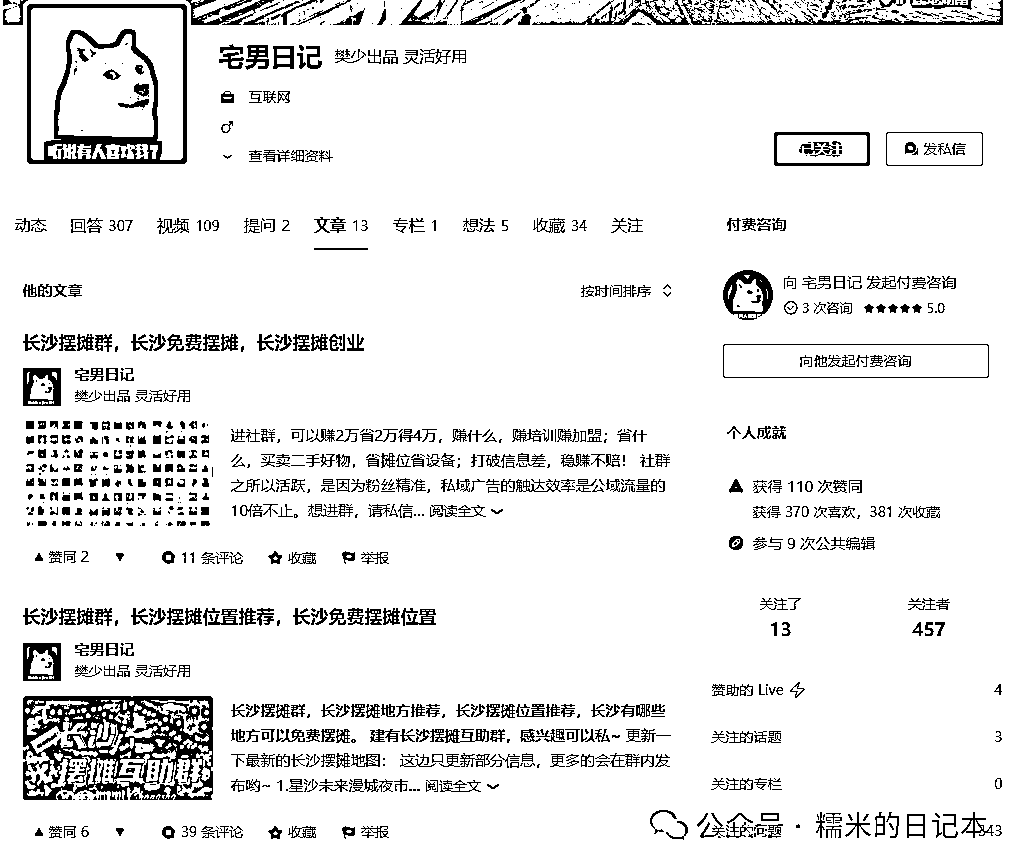 宅男日记 樊少出品 灵活好用
互联网
查看详细资料
听说有人喜欢我？
已关注
发私信
动态 回答 307 视频 109 提问 2 文章 13 专栏 1 想法 5 收藏 34 关注
他的文章
按时间排序
长沙摆摊群，长沙免费摆摊，长沙摆摊创业
宅男日记
樊少出品 灵活好用
进社群，可以赚2万省2万得4万，赚什么，赚培训赚加盟；省什
么，买卖二手好物，省摊位省设备；打破信息差，稳赚不赔！ 社群
之所以活跃，是因为粉丝精准，私域广告的触达效率是公域流量的
10倍不止。想进群，请私信... 阅读全文
赞同 2 11 条评论 收藏 举报
长沙摆摊群，长沙摆摊位置推荐，长沙免费摆摊位置
宅男日记
樊少出品 灵活好用
长沙
摆摊互助群
长沙摆摊群，长沙摆摊地方推荐，长沙摆摊位置推荐，长沙有哪些
地方可以免费摆摊。 建有长沙摆摊互助群，感兴趣可以私~ 更新一
下最新的长沙摆摊地图： 这边只更新部分信息，更多的会在群内发
布哟~ 1.星沙未来漫城夜市... 阅读全文
赞同 6 39 条评论 收藏 举报
付费咨询
向 宅男日记 发起付费咨询
3 次咨询 5.0
向他发起付费咨询
个人成就
获得 110 次赞同
获得 370 次喜欢，381 次收藏
参与 9 次公共编辑
关注了 关注者
13 457
赞助的 Live 4
关注的话题 3
关注的专栏 0
关注的问题 343
公众号 · 糯米的日记本